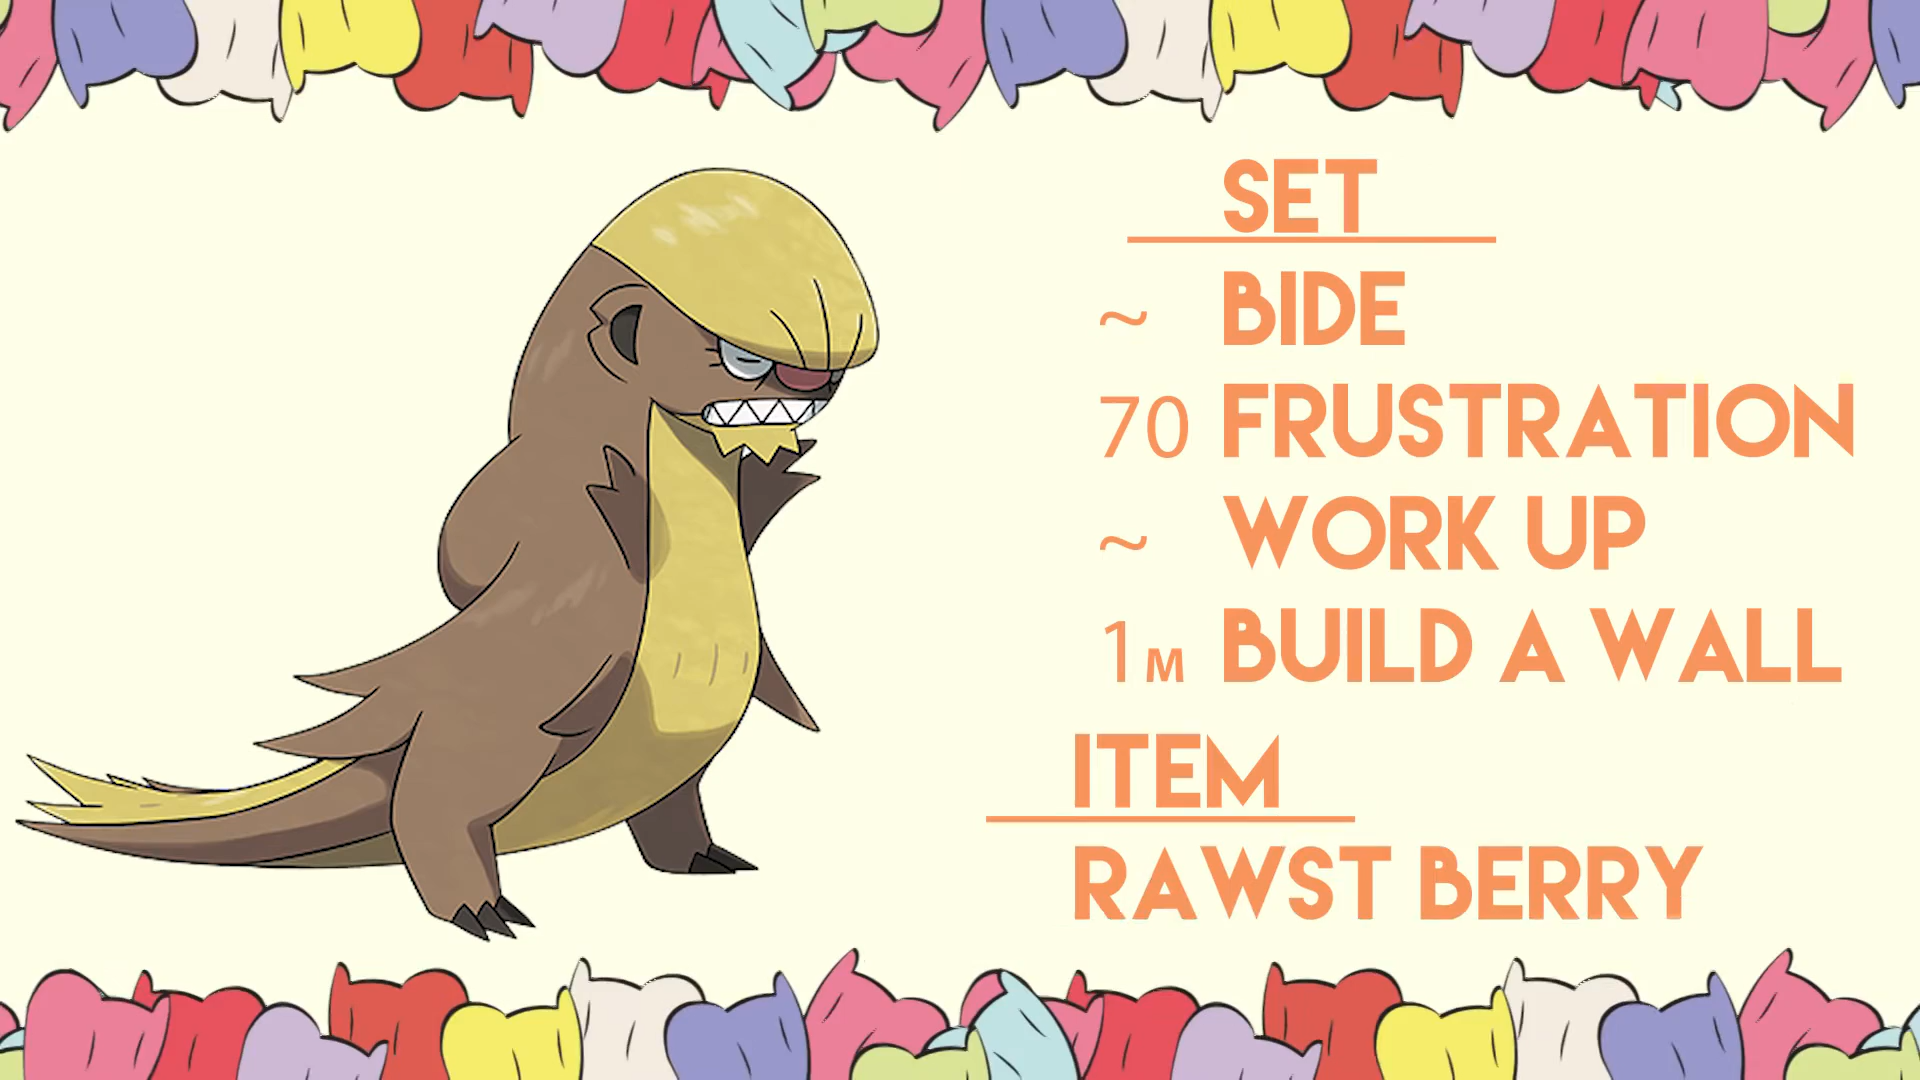 SET
~ BIDE
70 FRUSTRATION
~ WORK UP
1M BUILD A WALL
ITEM
RAWST BERRY